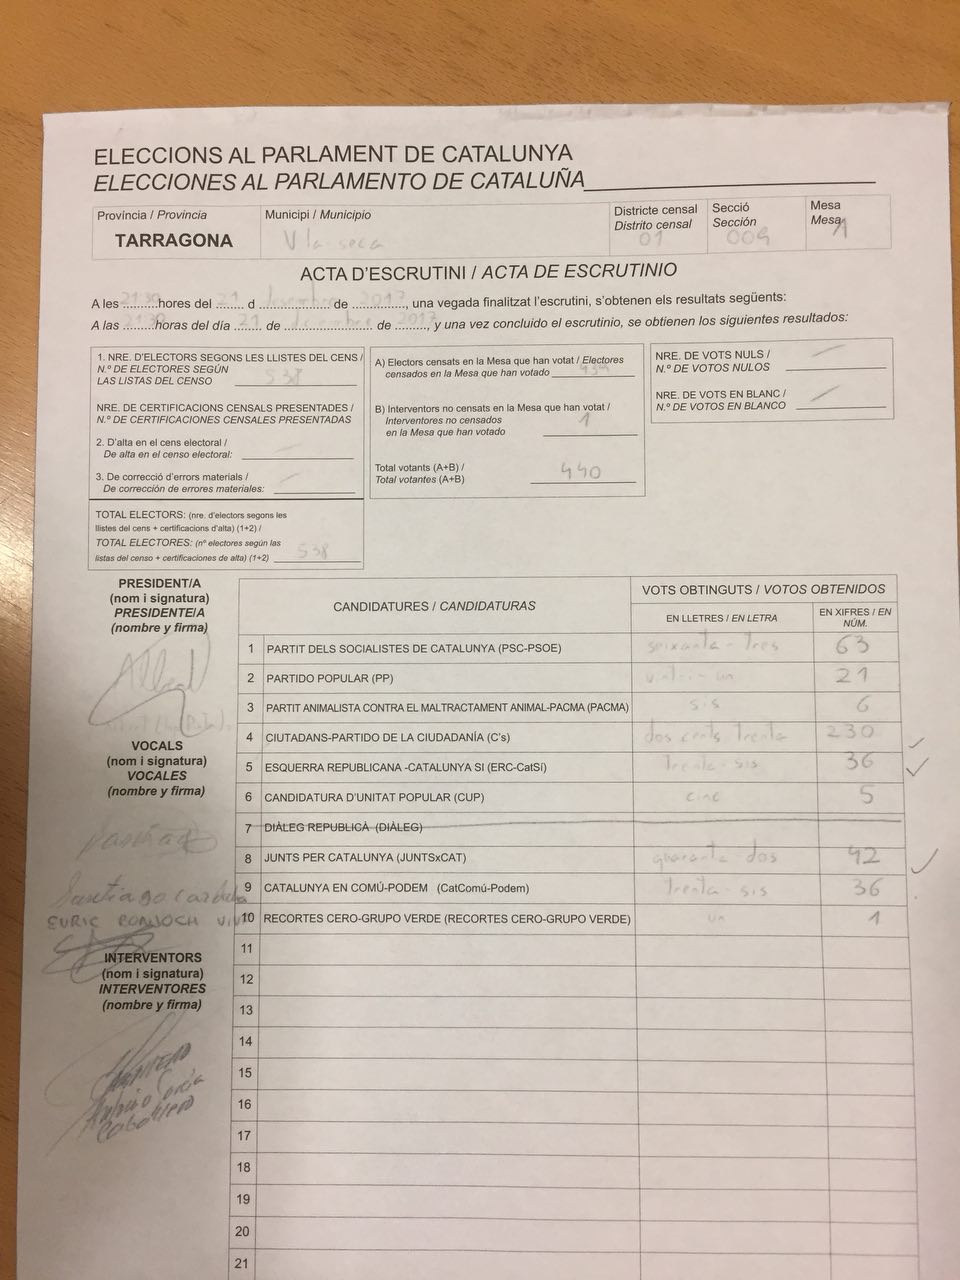 ELECCIONS AL PARLAMENT DE CATALUNYA
ELECCIONES AL PARLAMENTO DE CATALUÑA
Província / Provincia
TARRAGONA
Municipi / Municipio
Vila-seca
Districte censal
Distrito censal
01
Secció
Sección
009
Mesa
Mesa
1
ACTA D'ESCRUTINI / ACTA DE ESCRUTINIO
A les 21:30 hores del 21 d desembre de 2017, una vegada finalitzat l'escrutini, s'obtenen els resultats següents:
A las 21:30 horas del día 21 de diciembre de 2017, y una vez concluido el escrutinio, se obtienen los siguientes resultados:
1. NRE. D'ELECTORS SEGONS LES LLISTES DEL CENS /
N.º DE ELECTORES SEGÚN
LAS LISTAS DEL CENSO 538
NRE. DE CERTIFICACIONS CENSALS PRESENTADES /
N.º DE CERTIFICACIONES CENSALES PRESENTADAS
2. D'alta en el cens electoral /
De alta en el censo electoral:
3. De correcció d'errors materials /
De corrección de errores materiales:
TOTAL ELECTORS: (nre. d'electors segons les
llistes del cens + certificacions d'alta) (1+2) /
TOTAL ELECTORES: (nº electores según las
listas del censo + certificaciones de alta) (1+2) 538
A) Electors censats en la Mesa que han votat / Electores
censados en la Mesa que han votado 439
B) Interventors no censats en la Mesa que han votat /
Interventores no censados
en la Mesa que han votado 1
Total votants (A+B) /
Total votantes (A+B) 440
NRE. DE VOTS NULS /
N.º DE VOTOS NULOS
NRE. DE VOTS EN BLANC /
N.º DE VOTOS EN BLANCO
PRESIDENT/A
(nom i signatura)
PRESIDENTE/A
(nombre y firma)
VOCALS
(nom i signatura)
VOCALES
(nombre y firma)
Santiago
EURIC
INTERVENTORS
(nom i signatura)
INTERVENTORES
(nombre y firma)
CANDIDATURES / CANDIDATURAS
VOTS OBTINGUTS / VOTOS OBTENIDOS
EN LLETRES / EN LETRA
EN XIFRES / EN
NÚM.
1 PARTIT DELS SOCIALISTES DE CATALUNYA (PSC-PSOE) seixanta-tres 63
2 PARTIDO POPULAR (PP) vint-i-un 21
3 PARTIT ANIMALISTA CONTRA EL MALTRACTAMENT ANIMAL-PACMA (PACMA) sis 6
4 CIUTADANS-PARTIDO DE LA CIUDADANÍA (C's) dos cents trenta 230
5 ESQUERRA REPUBLICANA -CATALUNYA SI (ERC-CatSí) trenta-sis 36
6 CANDIDATURA D'UNITAT POPULAR (CUP) cinc 5
7 DIÀLEG REPUBLICÀ (DIÀLEG)
8 JUNTS PER CATALUNYA (JUNTSxCAT) quaranta-dos 42
9 CATALUNYA EN COMÚ-PODEM (CatComú-Podem) trenta-sis 36
10 RECORTES CERO-GRUPO VERDE (RECORTES CERO-GRUPO VERDE) un 1
11
12
13
14
15
16
17
18
19
20
21